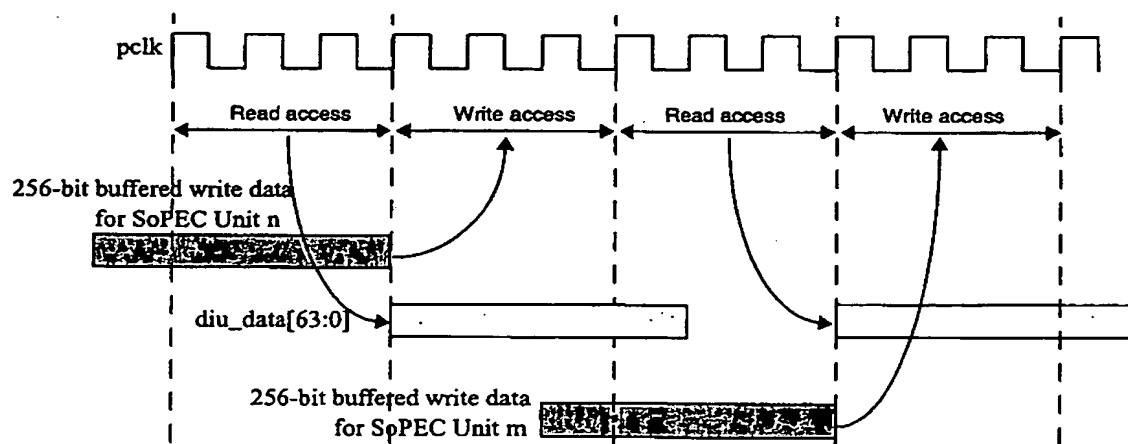 pclk
Read access
Write access
Read access
Write access
256-bit buffered write data
for SoPEC Unit n
diu_data[63:0]
256-bit buffered write data
for SoPEC Unit m